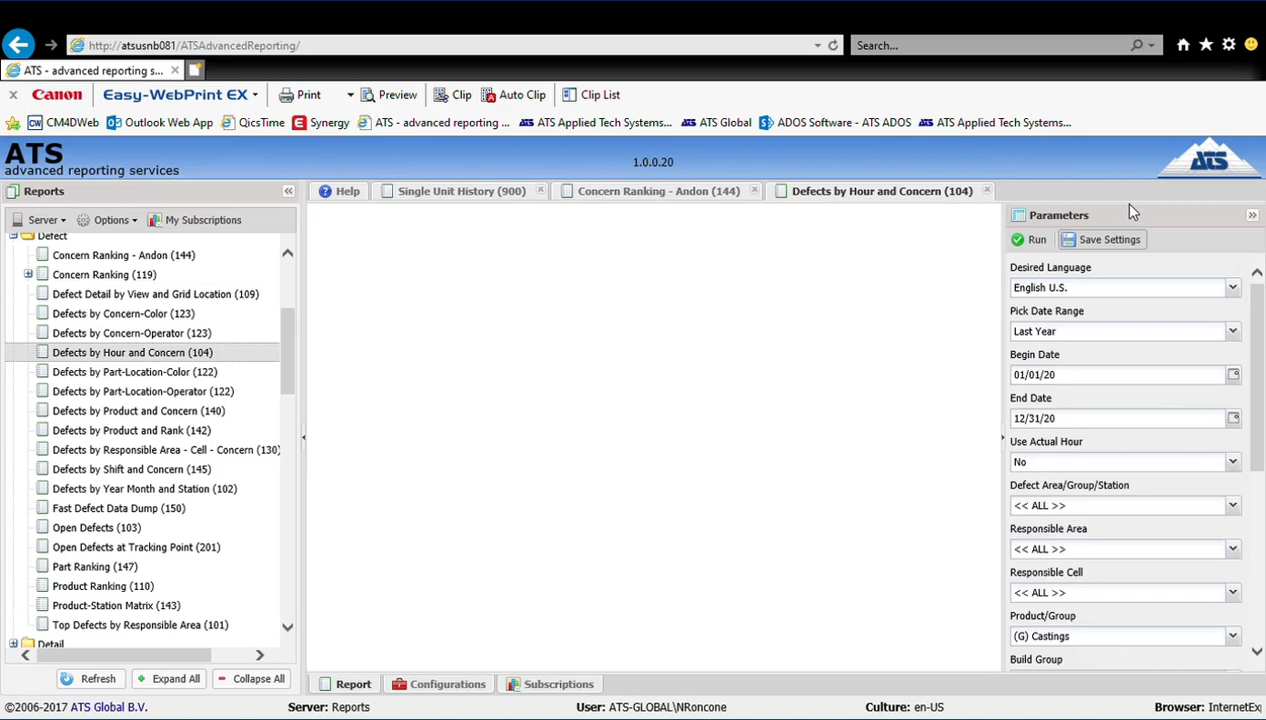 http://atsusnb081/ATSAdvancedReporting/
Search...
ATS - advanced reporting s...
Canon Easy-WebPrint EX Print Preview Clip Auto Clip Clip List
CM4DWeb Outlook Web App QicsTime Synergy ATS - advanced reporting ... ATS Applied Tech Systems... ATS Global ADOS Software - ATS ADOS ATS Applied Tech Systems...
ATS
advanced reporting services
1.0.0.20
ATS
Reports
Help Single Unit History (900) Concern Ranking - Andon (144) Defects by Hour and Concern (104)
Server Options My Subscriptions
Defect
Concern Ranking - Andon (144)
Concern Ranking (119)
Defect Detail by View and Grid Location (109)
Defects by Concern-Color (123)
Defects by Concern-Operator (123)
Defects by Hour and Concern (104)
Defects by Part-Location-Color (122)
Defects by Part-Location-Operator (122)
Defects by Product and Concern (140)
Defects by Product and Rank (142)
Defects by Responsible Area - Cell - Concern (130)
Defects by Shift and Concern (145)
Defects by Year Month and Station (102)
Fast Defect Data Dump (150)
Open Defects (103)
Open Defects at Tracking Point (201)
Part Ranking (147)
Product Ranking (110)
Product-Station Matrix (143)
Top Defects by Responsible Area (101)
Detail
Refresh Expand All Collapse All
Parameters
Run Save Settings
Desired Language
English U.S.
Pick Date Range
Last Year
Begin Date
01/01/20
End Date
12/31/20
Use Actual Hour
No
Defect Area/Group/Station
<< ALL >>
Responsible Area
<< ALL >>
Responsible Cell
<< ALL >>
Product/Group
(G) Castings
Build Group
Report Configurations Subscriptions
©2006-2017 ATS Global B.V. Server: Reports User: ATS-GLOBAL\NRoncone Culture: en-US Browser: InternetExp